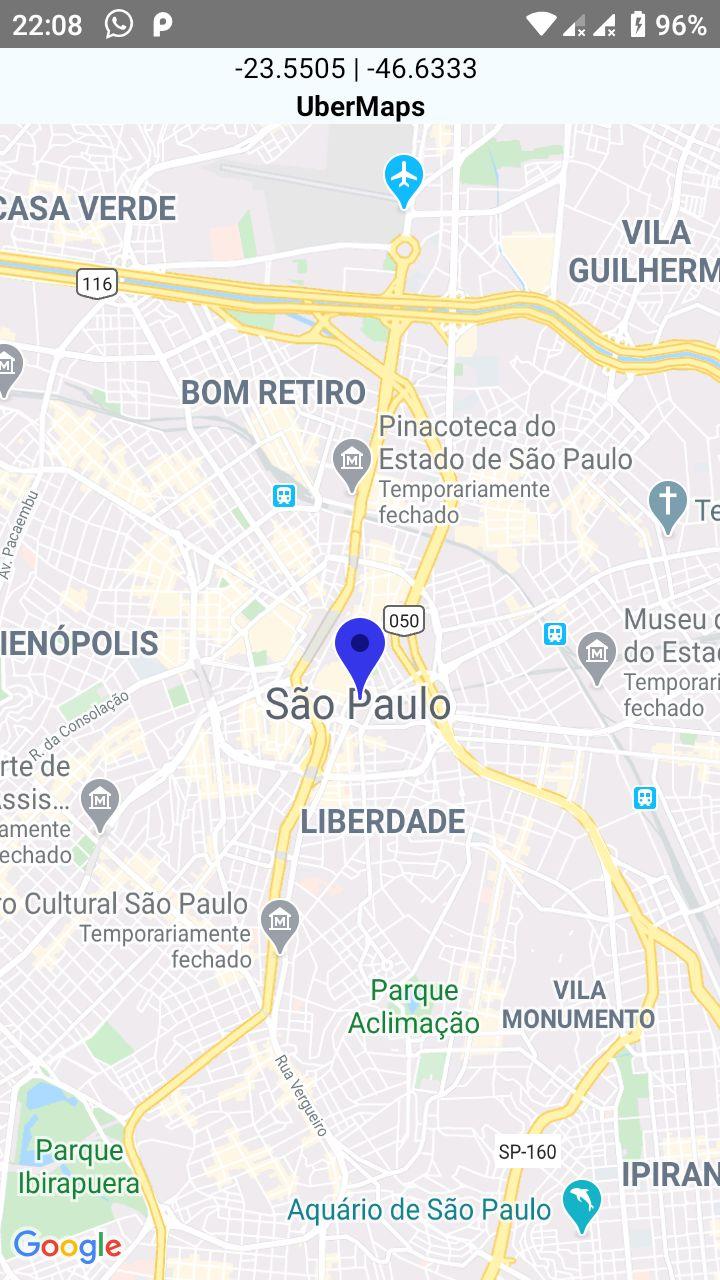 22:08
96%
-23.5505 | -46.6333
UberMaps
CASA VERDE
VILA
GUILHERM
116
BOM RETIRO
Pinacoteca do
Estado de São Paulo
Temporariamente
fechado
Te
Av. Pacaembu
050
IENÓPOLIS
Museu d
do Estad
Temporari
fechado
São Paulo
R. da Consolação
rte de
Assis...
amente
echado
LIBERDADE
ro Cultural São Paulo
Temporariamente
fechado
Parque
Aclimação
VILA
MONUMENTO
Rua Vergueiro
Parque
Ibirapuera
SP-160
IPIRAN
Aquário de São Paulo
Google